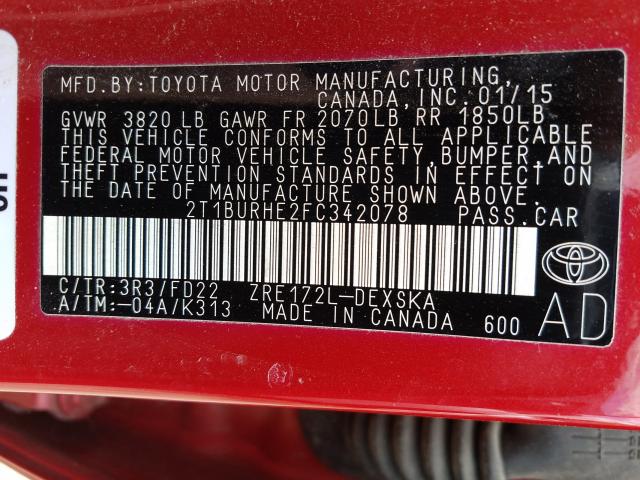 MFD.BY:TOYOTA MOTOR MANUFACTURING,
CANADA,INC.01/15
GVWR 3820LB GAWR FR 2070LB RR 1850LB
THIS VEHICLE CONFORMS TO ALL APPLICABLE
FEDERAL MOTOR VEHICLE SAFETY,BUMPER,AND
THEFT PREVENTION STANDARDS IN EFFECT ON
THE DATE OF MANUFACTURE SHOWN ABOVE.
2T1BURHE2FC342078 PASS.CAR
C/TR:3R3/FD22 ZRE172L-DEXSKA
A/TM:-04A/K313 MADE IN CANADA 600 AD